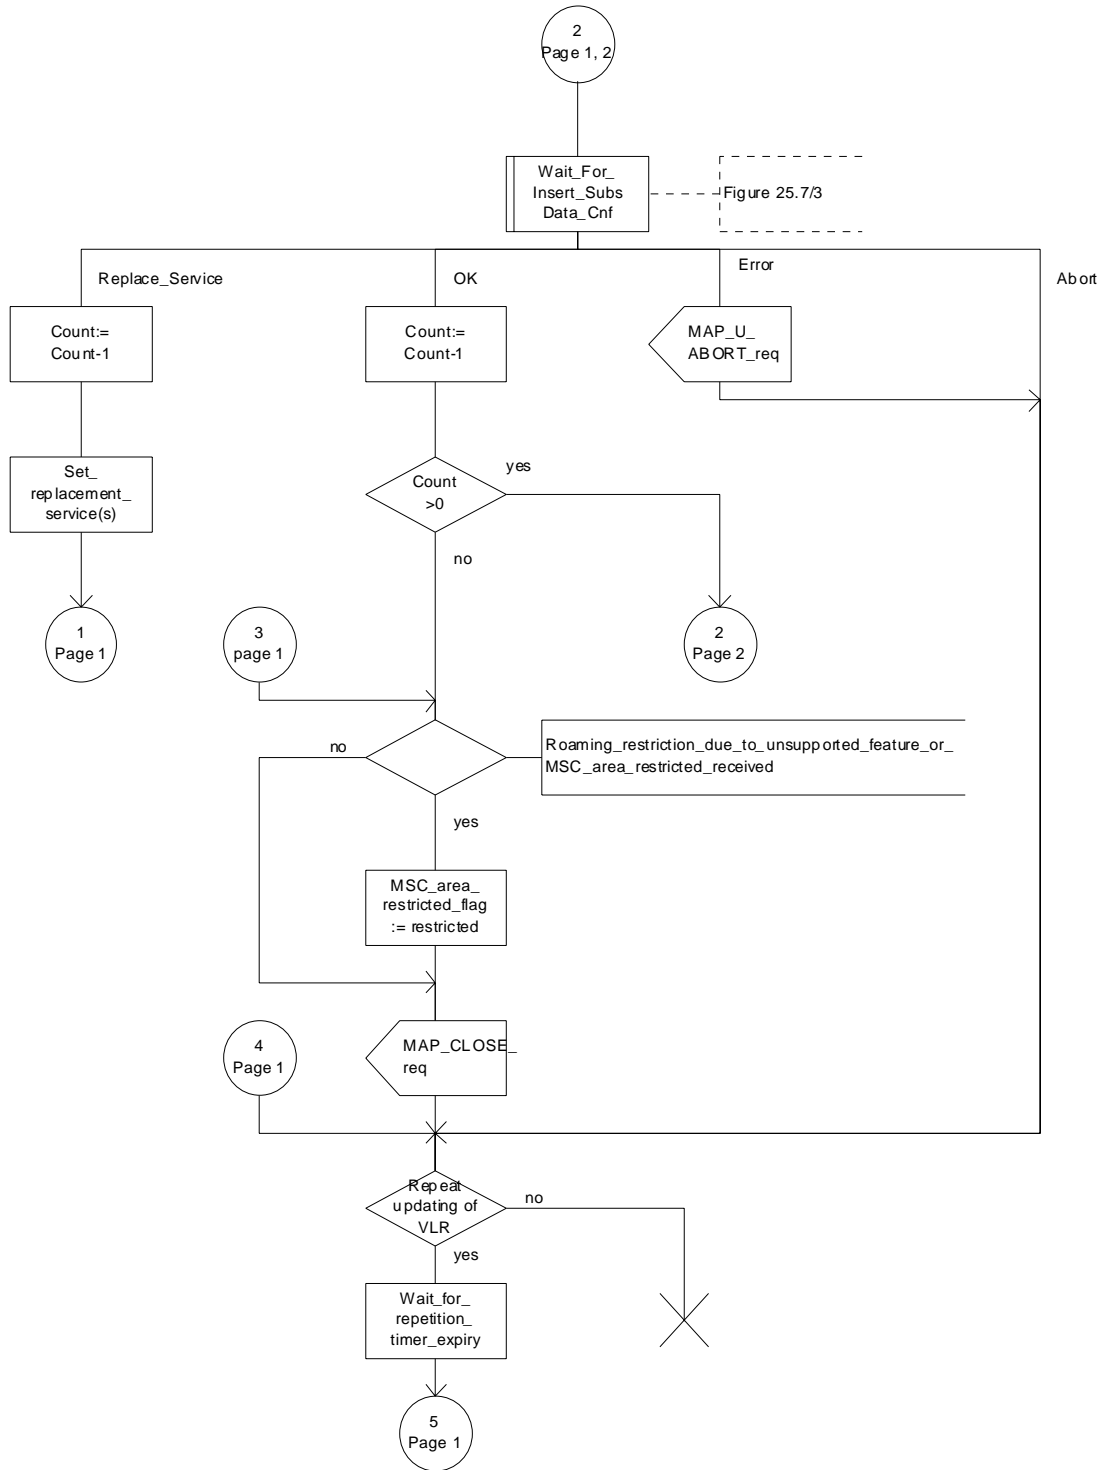 2
Page 1, 2
Wait_For_
Insert_Subs
Data_Cnf
Figure 25.7/3
Replace_Service
OK
Error
Abort
Count:=
Count-1
Count:=
Count-1
MAP_U_
ABORT_req
Set_
replacement_
service(s)
Count
>0
yes
no
1
Page 1
3
page 1
2
Page 2
no
Roaming_restriction_due_to_unsupported_feature_or_
MSC_area_restricted_received
yes
MSC_area_
restricted_flag
:= restricted
4
Page 1
MAP_CLOSE_
req
Repeat
updating of
VLR
no
yes
Wait_for_
repetition_
timer_expiry
5
Page 1